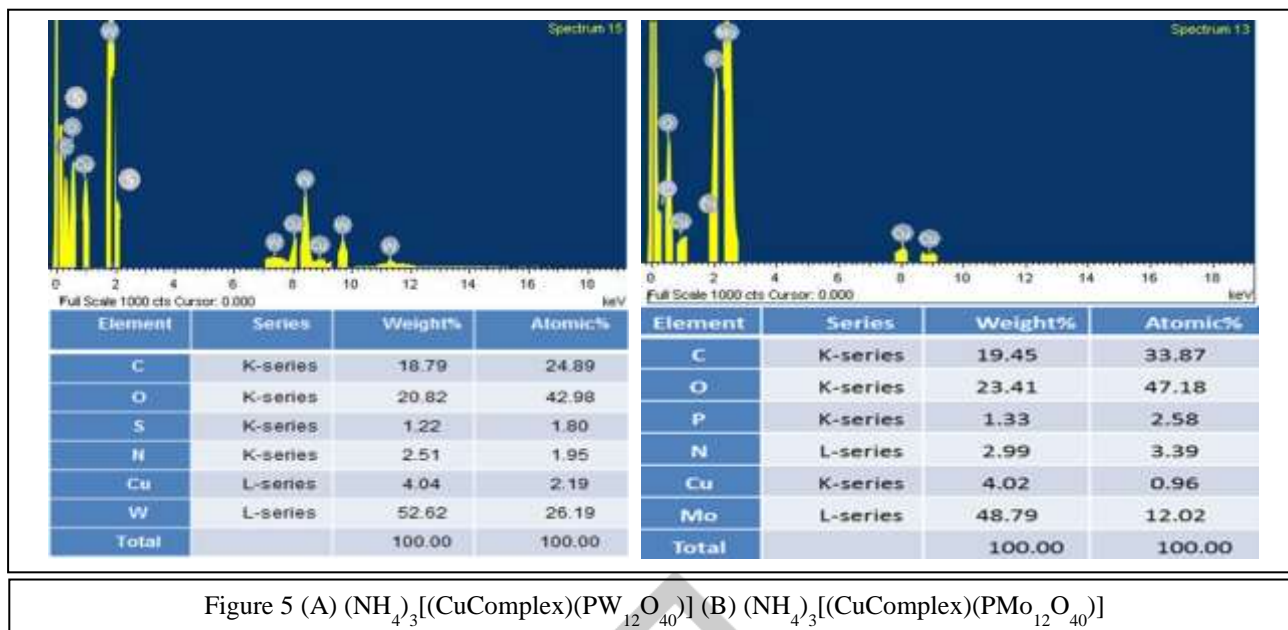 Spectrum 15
0 2 4 6 8 10 12 14 16 18
Full Scale 1000 cts Cursor: 0.000 keV
Element Series Weight% Atomic%
C K-series 18.79 24.89
O K-series 20.82 42.98
S K-series 1.22 1.80
N K-series 2.51 1.95
Cu L-series 4.04 2.19
W L-series 52.62 26.19
Total 100.00 100.00
Spectrum 13
0 2 4 6 8 10 12 14 16 18
Full Scale 1000 cts Cursor: 0.000 keV
Element Series Weight% Atomic%
C K-series 19.45 33.87
O K-series 23.41 47.18
P K-series 1.33 2.58
N L-series 2.99 3.39
Cu K-series 4.02 0.96
Mo L-series 48.79 12.02
Total 100.00 100.00
Figure 5 (A) (NH4)3[(CuComplex)(PW12O40)] (B) (NH4)3[(CuComplex)(PMo12O40)]